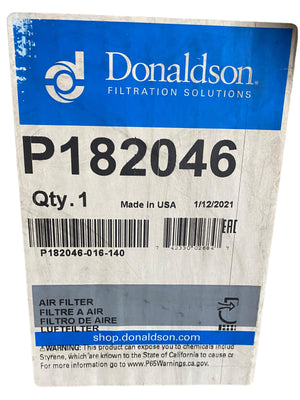 Donaldson®
FILTRATION SOLUTIONS
P182046
Qty. 1 Made in USA 1/12/2021
EAC
P182046-016-140
AIR FILTER
FILTRE A AIR
FILTRO DE AIRE
LUFTFILTER
shop.donaldson.com
WARNING: This product can expose you to chemicals includ
Styrene, which are known to the State of California to cause ca
For more information go to www.P65Warnings.ca.gov.